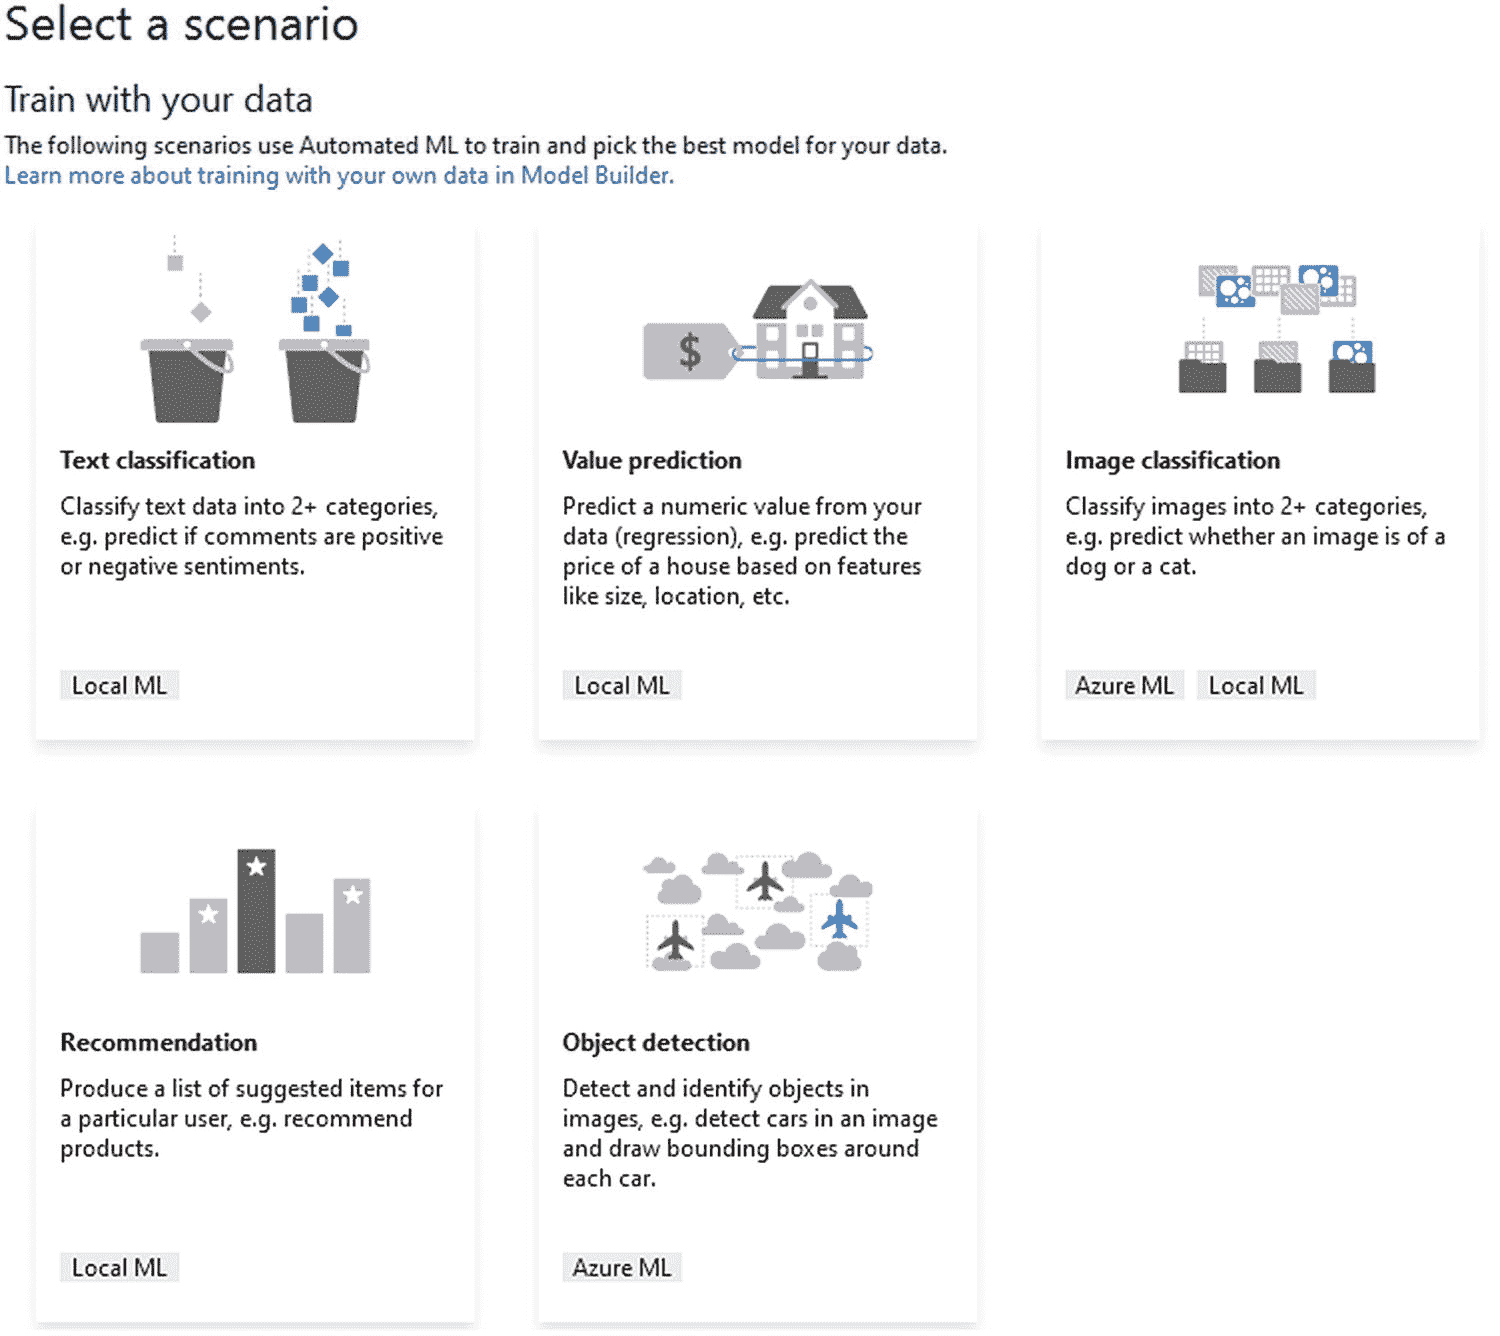 Select a scenario
Train with your data
The following scenarios use Automated ML to train and pick the best model for your data.
Learn more about training with your own data in Model Builder.
$
Text classification
Classify text data into 2+ categories,
e.g. predict if comments are positive
or negative sentiments.
Local ML
Value prediction
Predict a numeric value from your
data (regression), e.g. predict the
price of a house based on features
like size, location, etc.
Local ML
Image classification
Classify images into 2+ categories,
e.g. predict whether an image is of a
dog or a cat.
Azure ML
Local ML
Recommendation
Produce a list of suggested items for
a particular user, e.g. recommend
products.
Local ML
Object detection
Detect and identify objects in
images, e.g. detect cars in an image
and draw bounding boxes around
each car.
Azure ML